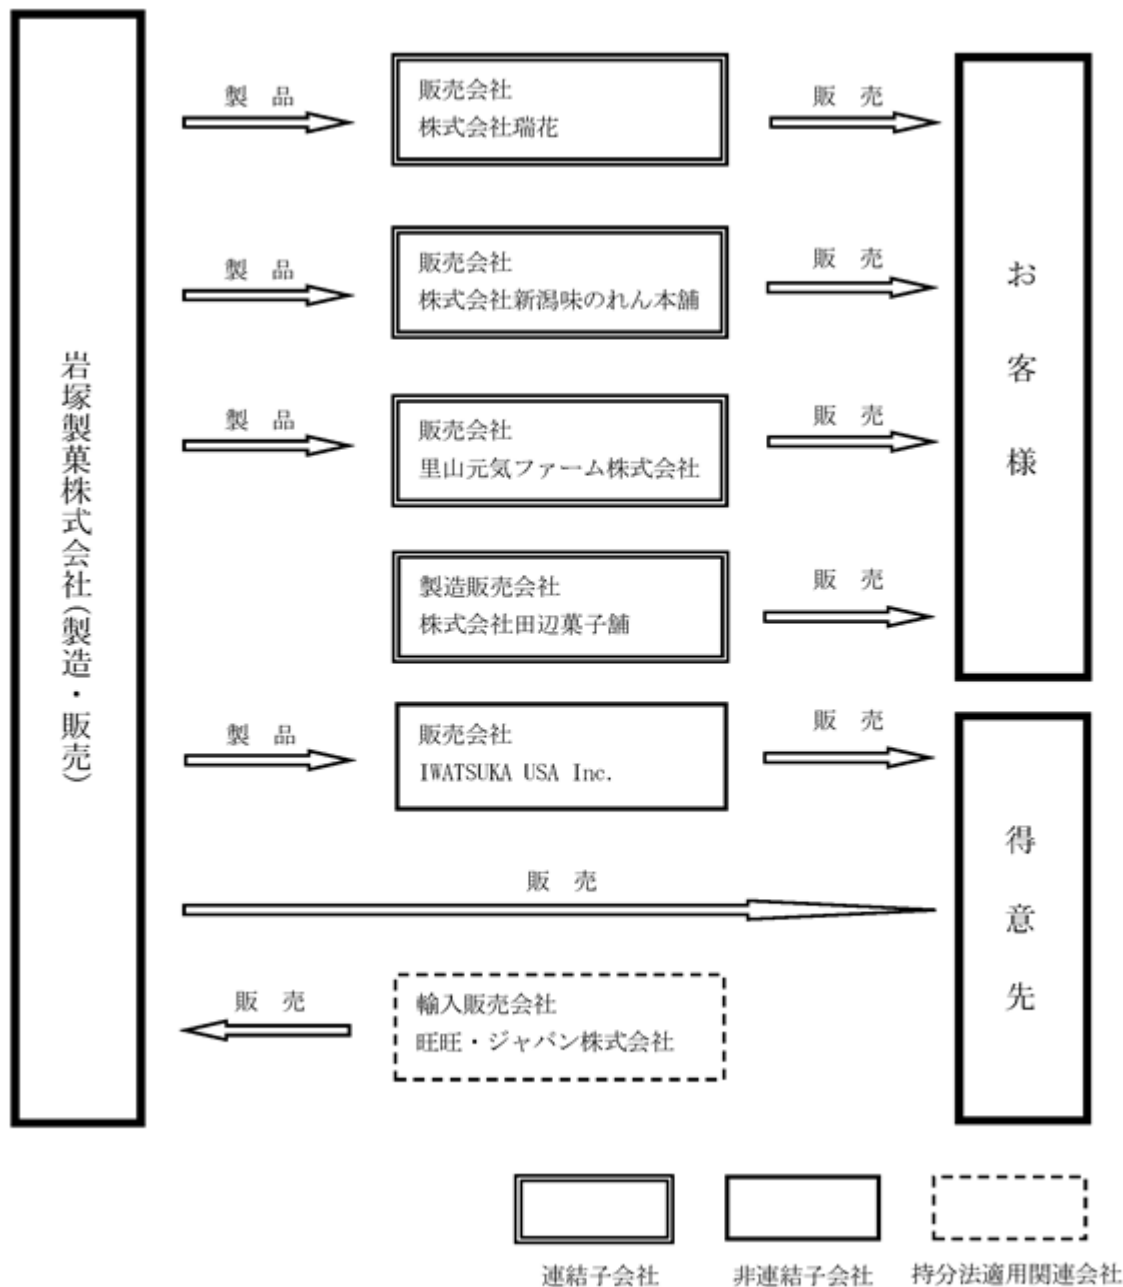 岩塚製菓株式会社(製造・販売)
製 品
販売会社
株式会社瑞花
販 売
製 品
販売会社
株式会社新潟味のれん本舗
販 売
製 品
販売会社
里山元気ファーム株式会社
販 売
製造販売会社
株式会社田辺菓子舗
販 売
お客様
製 品
販売会社
IWATSUKA USA Inc.
販 売
販 売
販 売
輸入販売会社
旺旺・ジャパン株式会社
得意先
連結子会社
非連結子会社
持分法適用関連会社